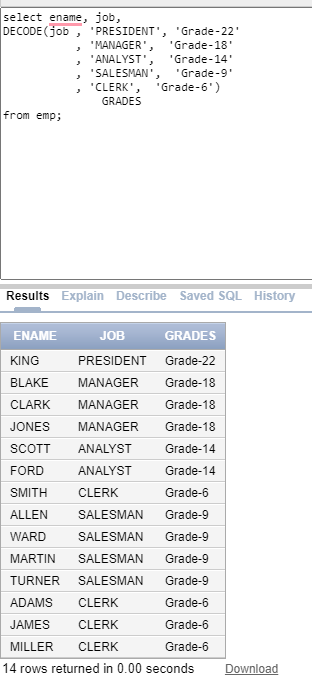 select ename, job,
DECODE(job , 'PRESIDENT', 'Grade-22'
, 'MANAGER', 'Grade-18'
, 'ANALYST', 'Grade-14'
, 'SALESMAN', 'Grade-9'
, 'CLERK', 'Grade-6')
GRADES
from emp;
Results Explain Describe Saved SQL History
ENAME JOB GRADES
KING PRESIDENT Grade-22
BLAKE MANAGER Grade-18
CLARK MANAGER Grade-18
JONES MANAGER Grade-18
SCOTT ANALYST Grade-14
FORD ANALYST Grade-14
SMITH CLERK Grade-6
ALLEN SALESMAN Grade-9
WARD SALESMAN Grade-9
MARTIN SALESMAN Grade-9
TURNER SALESMAN Grade-9
ADAMS CLERK Grade-6
JAMES CLERK Grade-6
MILLER CLERK Grade-6
14 rows returned in 0.00 seconds Download